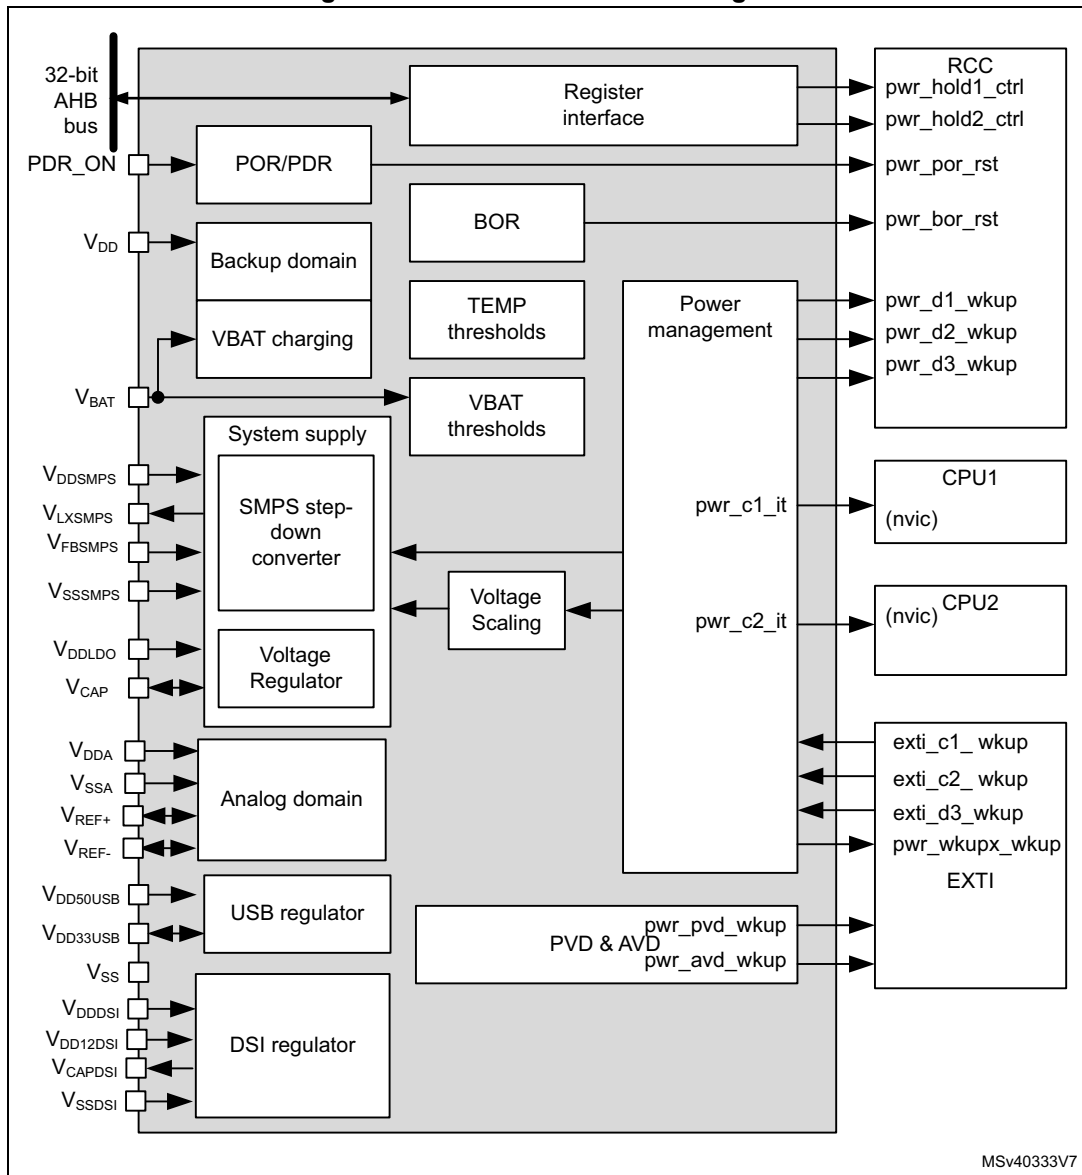 32-bit
AHB
bus
PDR_ON
VDD
VBAT
VDDSMPS
VLXSMPS
VFBSMPS
VSSSMPS
VDDLDO
VCAP
VDDA
VSSA
VREF+
VREF-
VDD50USB
VDD33USB
VSS
VDDDSI
VDD12DSI
VCAPDSI
VSSDSI
Register
interface
POR/PDR
BOR
Backup domain
VBAT charging
TEMP
thresholds
VBAT
thresholds
System supply
SMPS step-
down
converter
Voltage
Regulator
Voltage
Scaling
Power
management
pwr_c1_it
pwr_c2_it
Analog domain
USB regulator
DSI regulator
PVD & AVD
pwr_pvd_wkup
pwr_avd_wkup
RCC
pwr_hold1_ctrl
pwr_hold2_ctrl
pwr_por_rst
pwr_bor_rst
pwr_d1_wkup
pwr_d2_wkup
pwr_d3_wkup
CPU1
(nvic)
CPU2
(nvic)
exti_c1_ wkup
exti_c2_ wkup
exti_d3_wkup
pwr_wkupx_wkup
EXTI
MSv40333V7